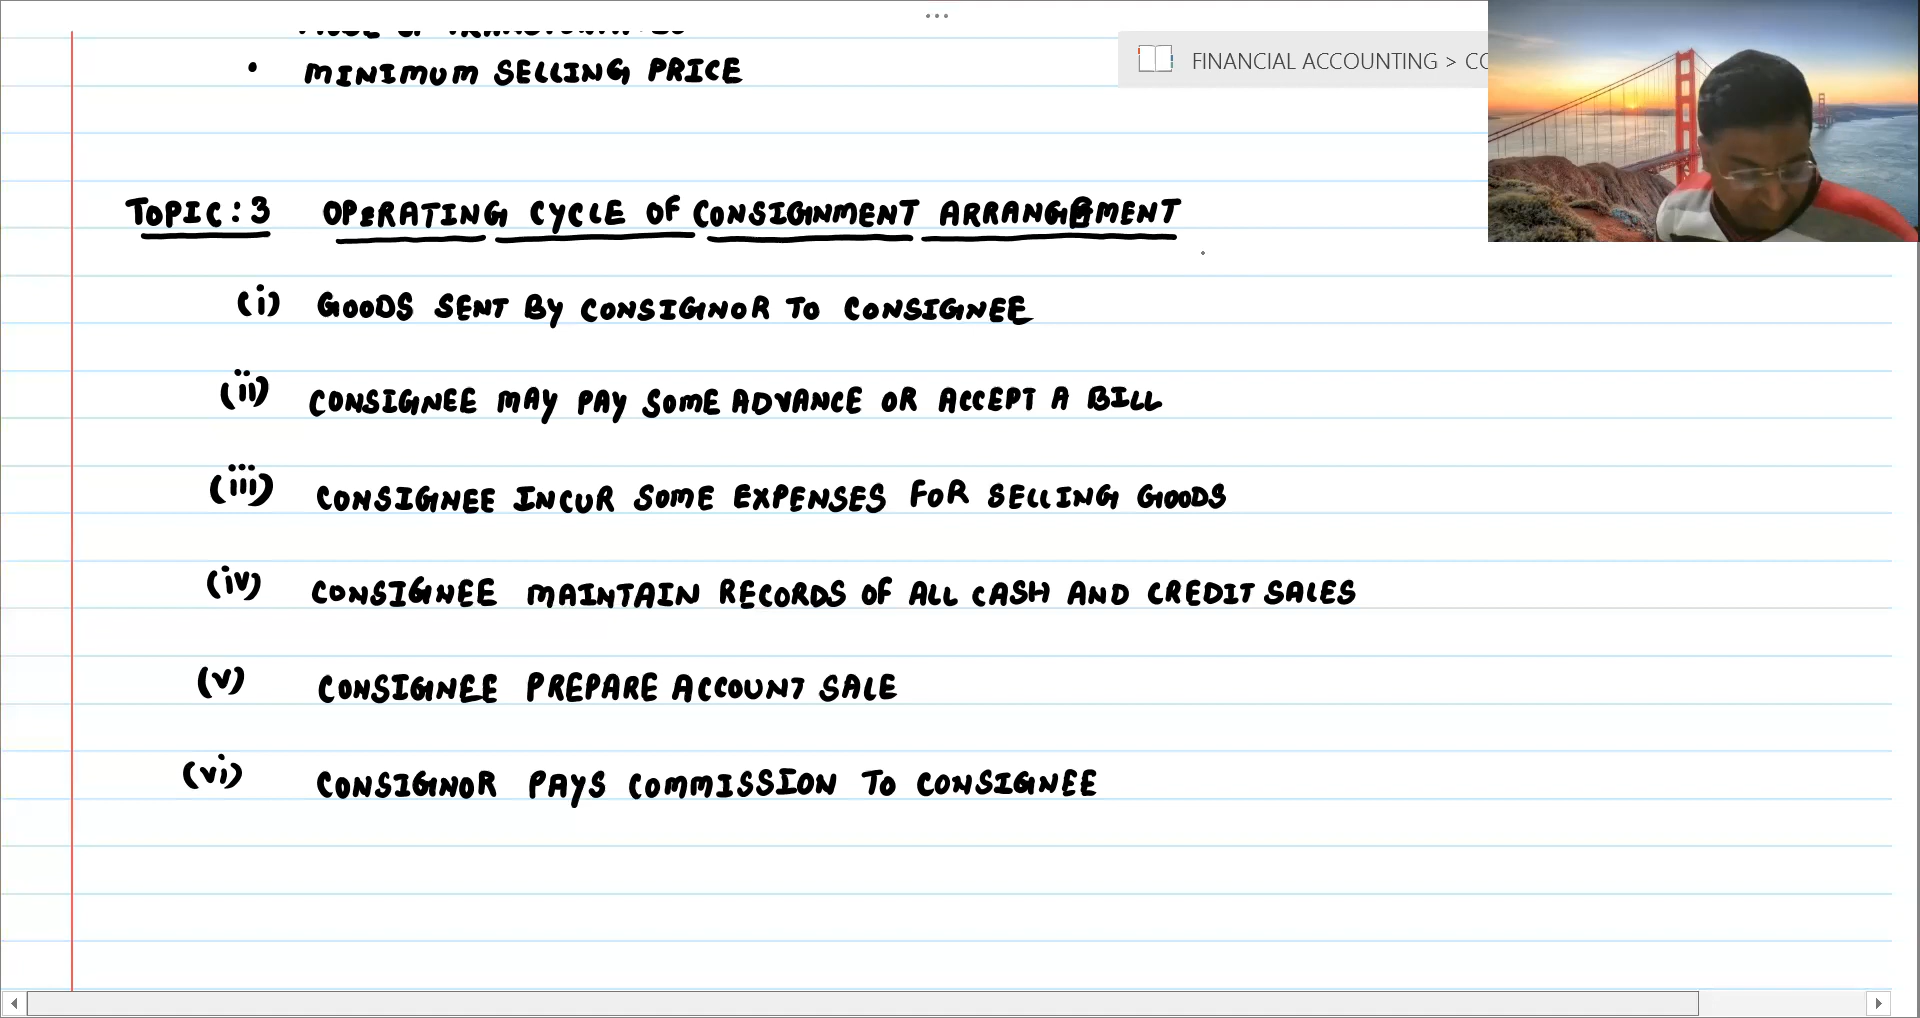 • MINIMUM SELLING PRICE
FINANCIAL ACCOUNTING >
TOPIC: 3 OPERATING CYCLE OF CONSIGNMENT ARRANGEMENT
(i) GOODS SENT BY CONSIGNOR TO CONSIGNEE
(ii) CONSIGNEE MAY PAY SOME ADVANCE OR ACCEPT A BILL
(iii) CONSIGNEE INCUR SOME EXPENSES FOR SELLING GOODS
(iv) CONSIGNEE MAINTAIN RECORDS OF ALL CASH AND CREDIT SALES
(v) CONSIGNEE PREPARE ACCOUNT SALE
(vi) CONSIGNOR PAYS COMMISSION TO CONSIGNEE